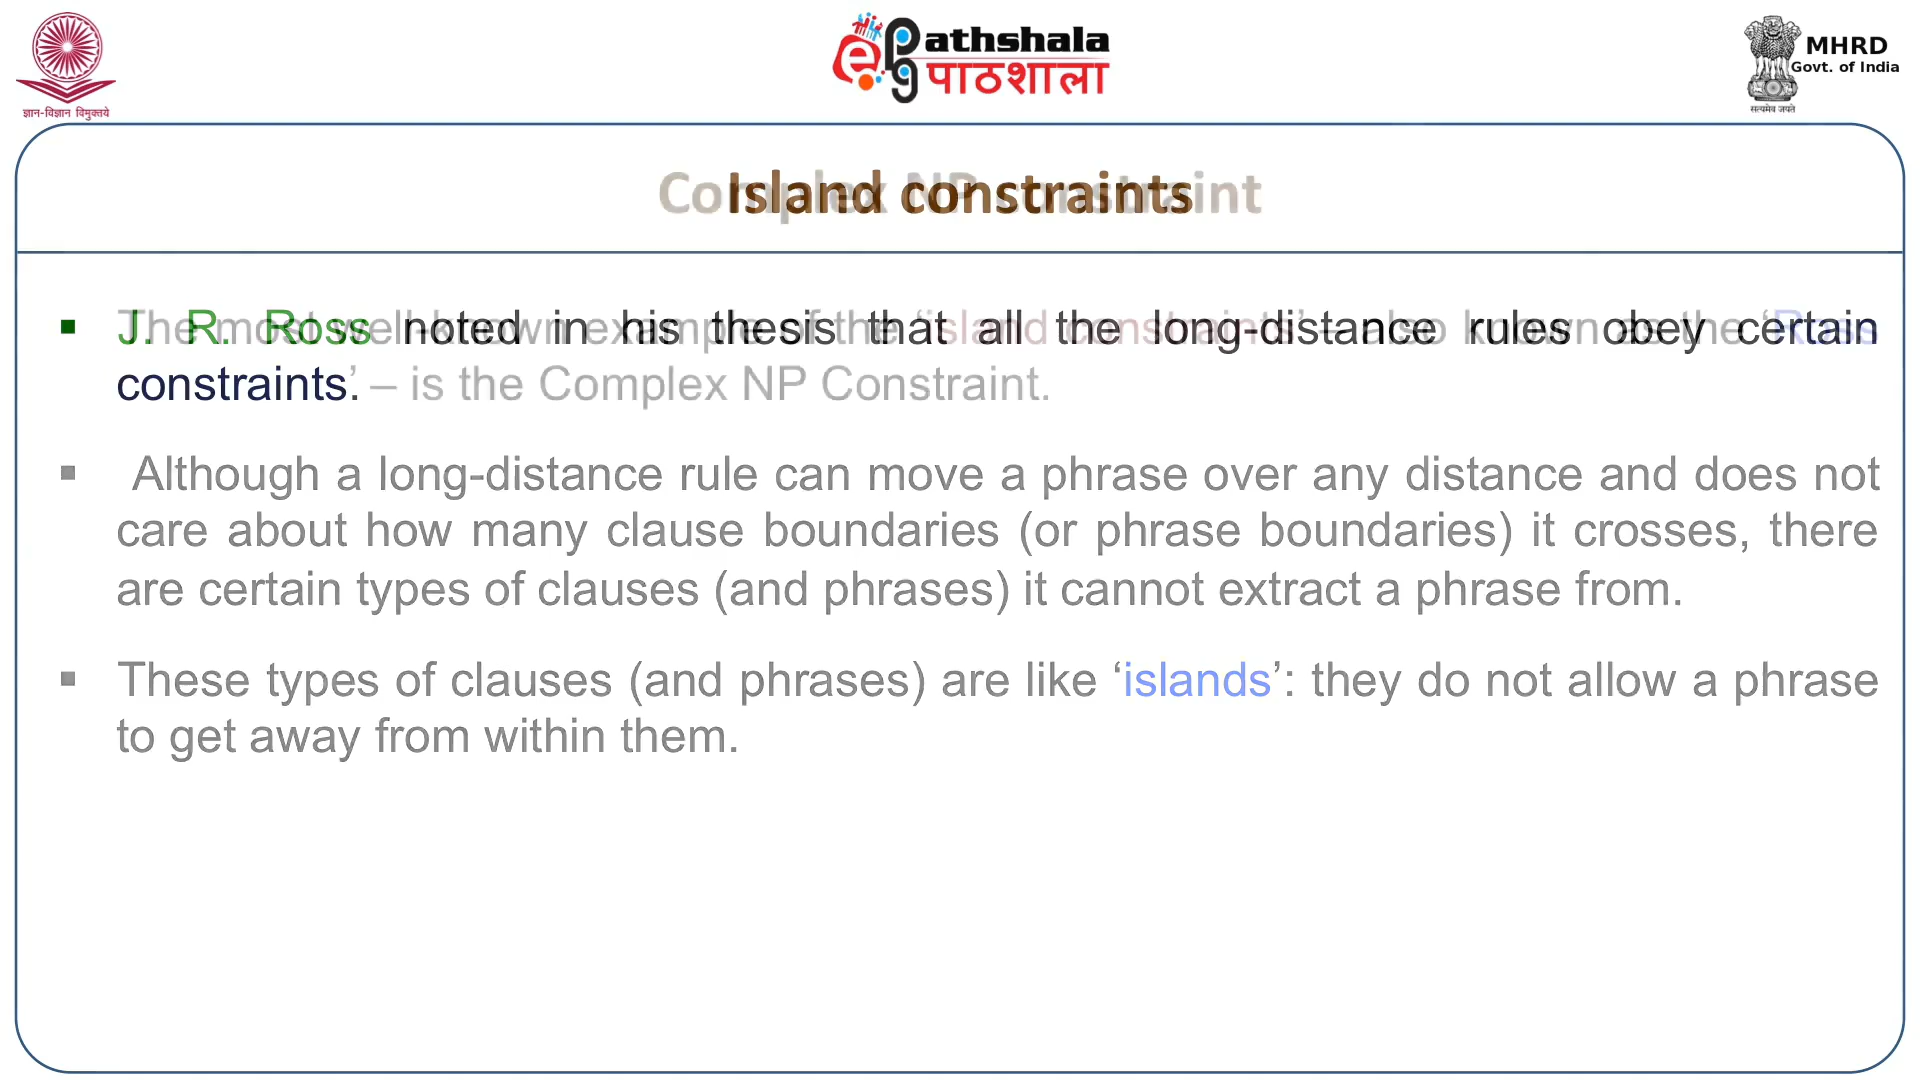 ज्ञान-विज्ञान विमुक्तये
ePG Pathshala
पाठशाला
MHRD
Govt. of India
सत्यमेव जयते
Island constraints
Complex NP constraint
▪ J. R. Ross noted in his thesis that all the long-distance rules obey certain
constraints.
The most well-known example of the ‘island constraints’ – also known as the ‘Ross
constraints’ – is the Complex NP Constraint.
▪ Although a long-distance rule can move a phrase over any distance and does not
care about how many clause boundaries (or phrase boundaries) it crosses, there
are certain types of clauses (and phrases) it cannot extract a phrase from.
▪ These types of clauses (and phrases) are like ‘islands’: they do not allow a phrase
to get away from within them.